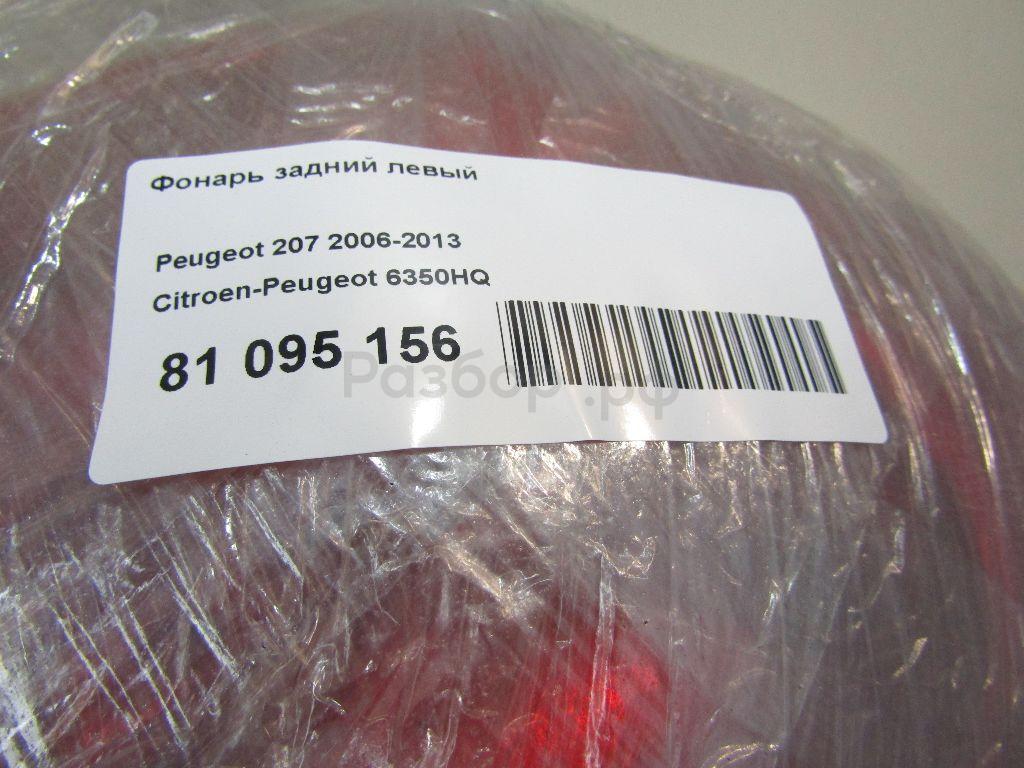 Фонарь задний левый
Peugeot 207 2006-2013
Citroen-Peugeot 6350HQ
81 095 156
Разбор.рф